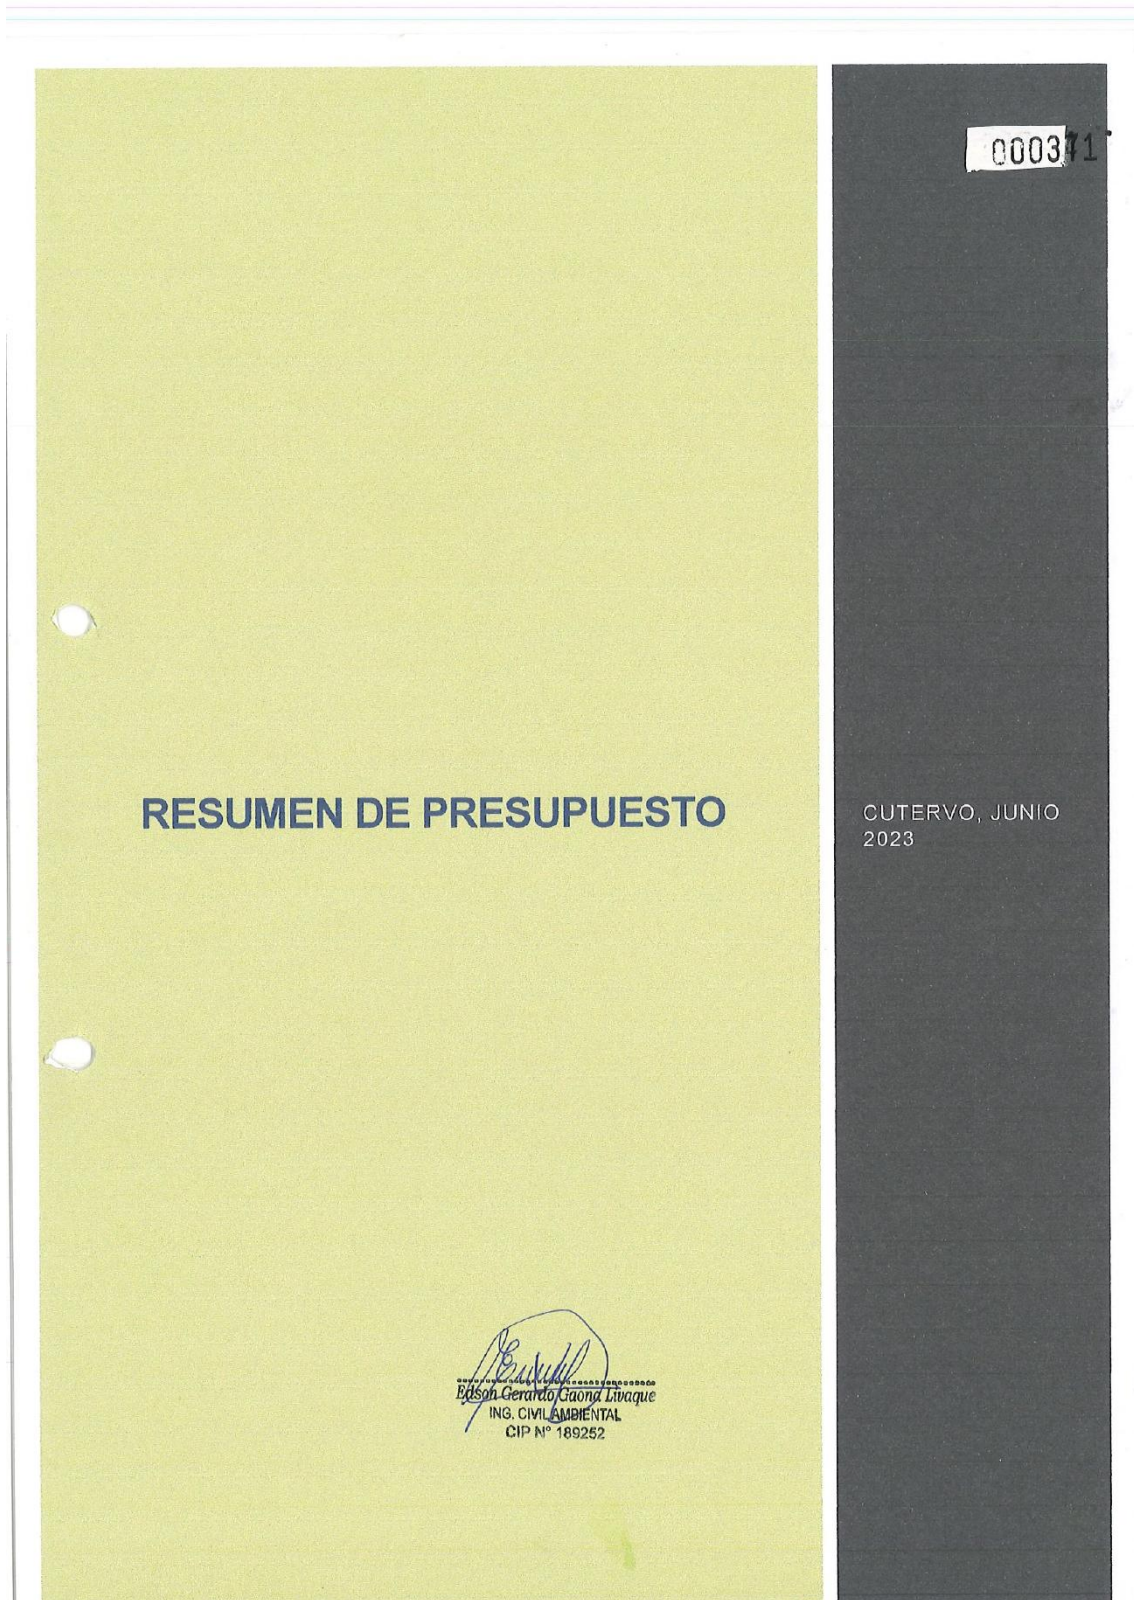 000371
RESUMEN DE PRESUPUESTO
CUTERVO, JUNIO
2023
Edson Gerardo Gaona Livaque
ING. CIVIL AMBIENTAL
CIP N° 189252